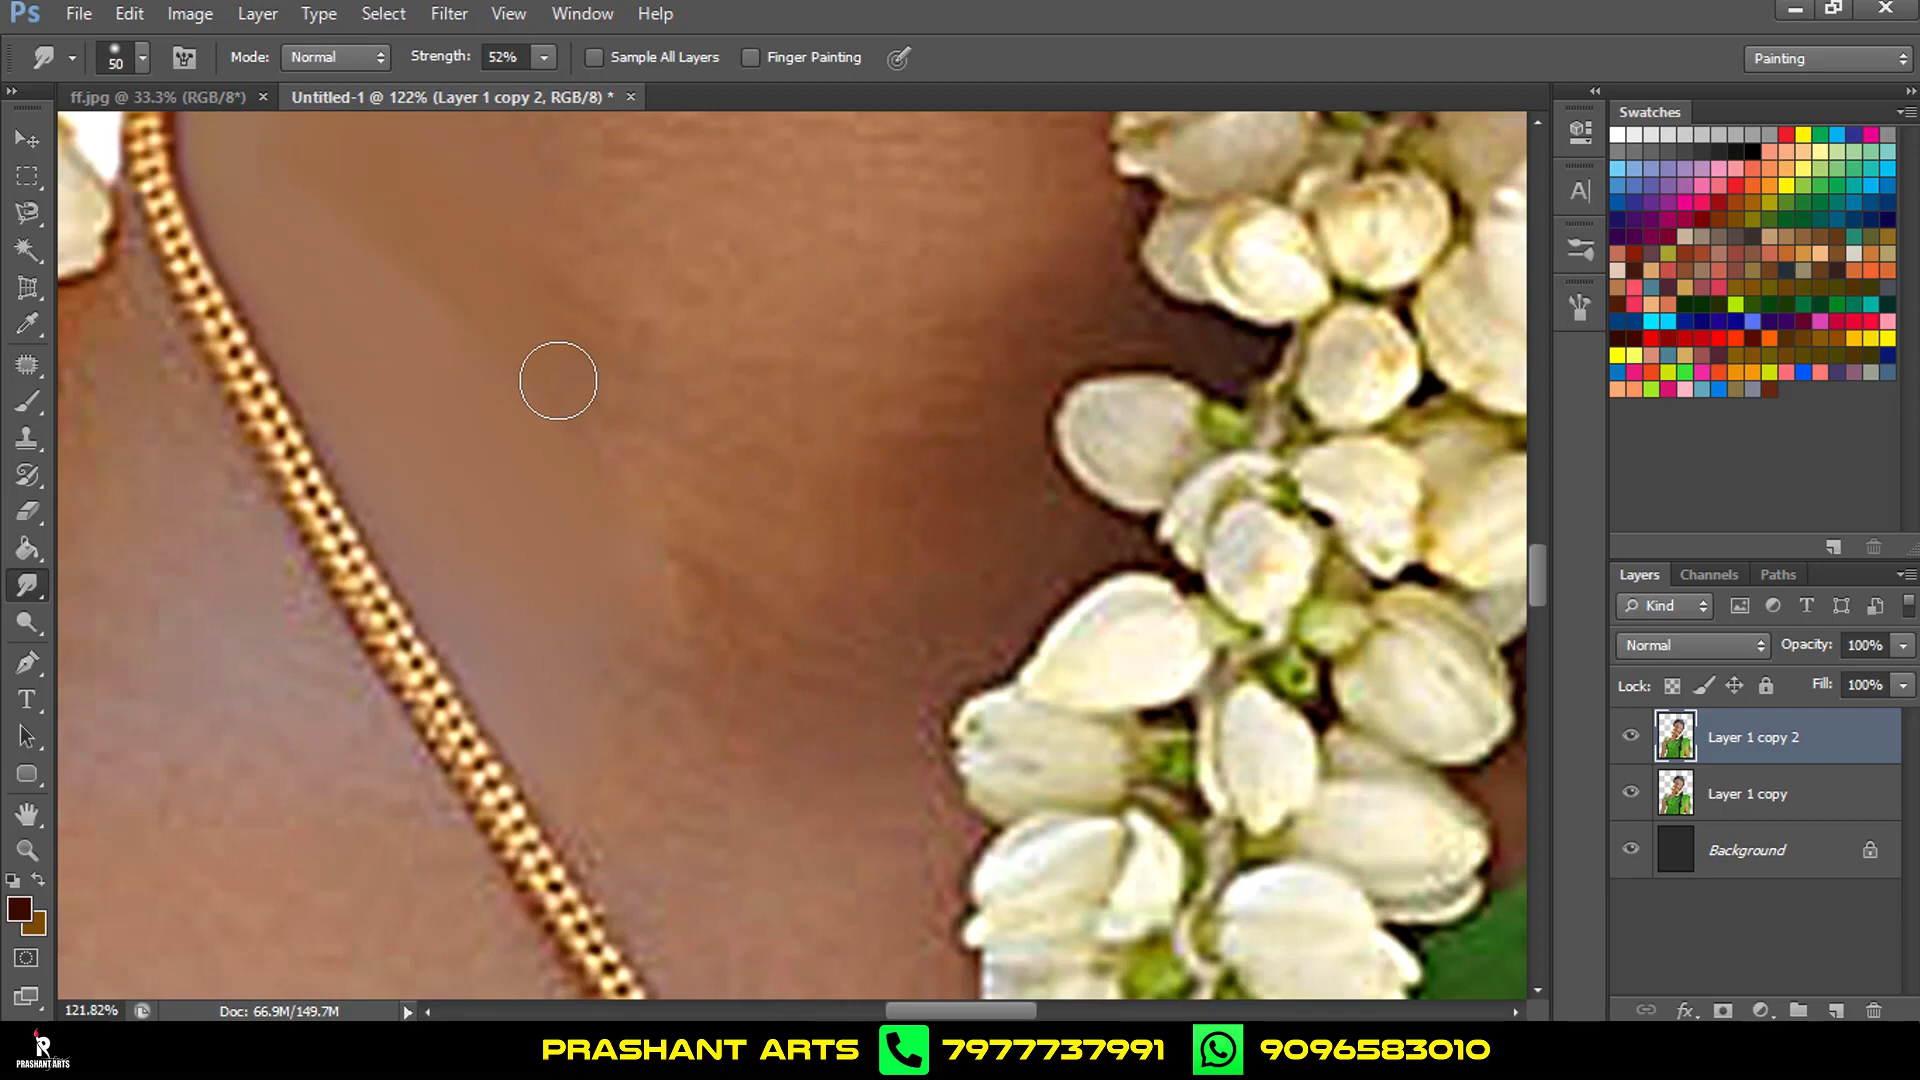 Ps File Edit Image Layer Type Select Filter View Window Help
50 Mode: Normal Strength: 52% Sample All Layers Finger Painting Painting
ff.jpg @ 33.3% (RGB/8*) × Untitled-1 @ 122% (Layer 1 copy 2, RGB/8) * ×
Swatches
Layers Channels Paths
Kind
Normal Opacity: 100%
Lock: Fill: 100%
Layer 1 copy 2
Layer 1 copy
Background
fx
121.82% Doc: 66.9M/149.7M
PRASHANT ARTS
PRASHANT ARTS 7977737991 9096583010